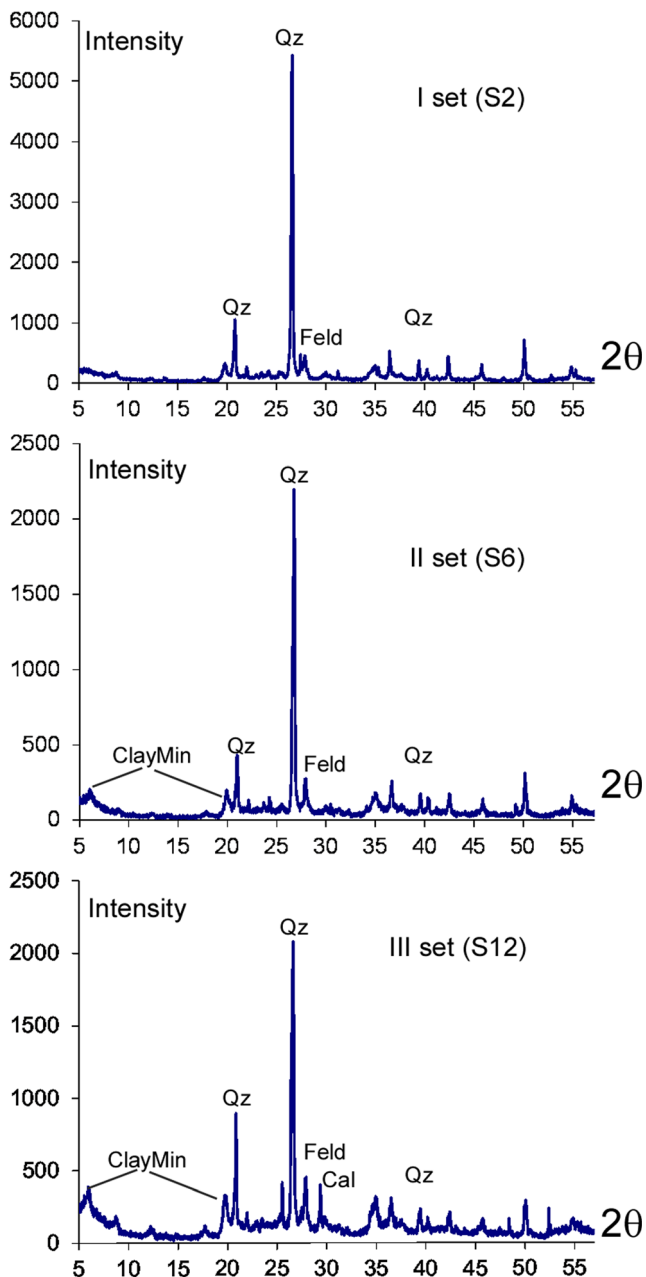 6000
Intensity
Qz
5000
I set (S2)
4000
3000
2000
1000
Qz
Feld
Qz
2θ
0
5 10 15 20 25 30 35 40 45 50 55
2500
Intensity
Qz
2000
II set (S6)
1500
1000
500
ClayMin
Qz
Feld
Qz
2θ
0
5 10 15 20 25 30 35 40 45 50 55
2500
Intensity
Qz
III set (S12)
2000
1500
1000
Qz
ClayMin
Feld
Cal
Qz
500
2θ
0
5 10 15 20 25 30 35 40 45 50 55